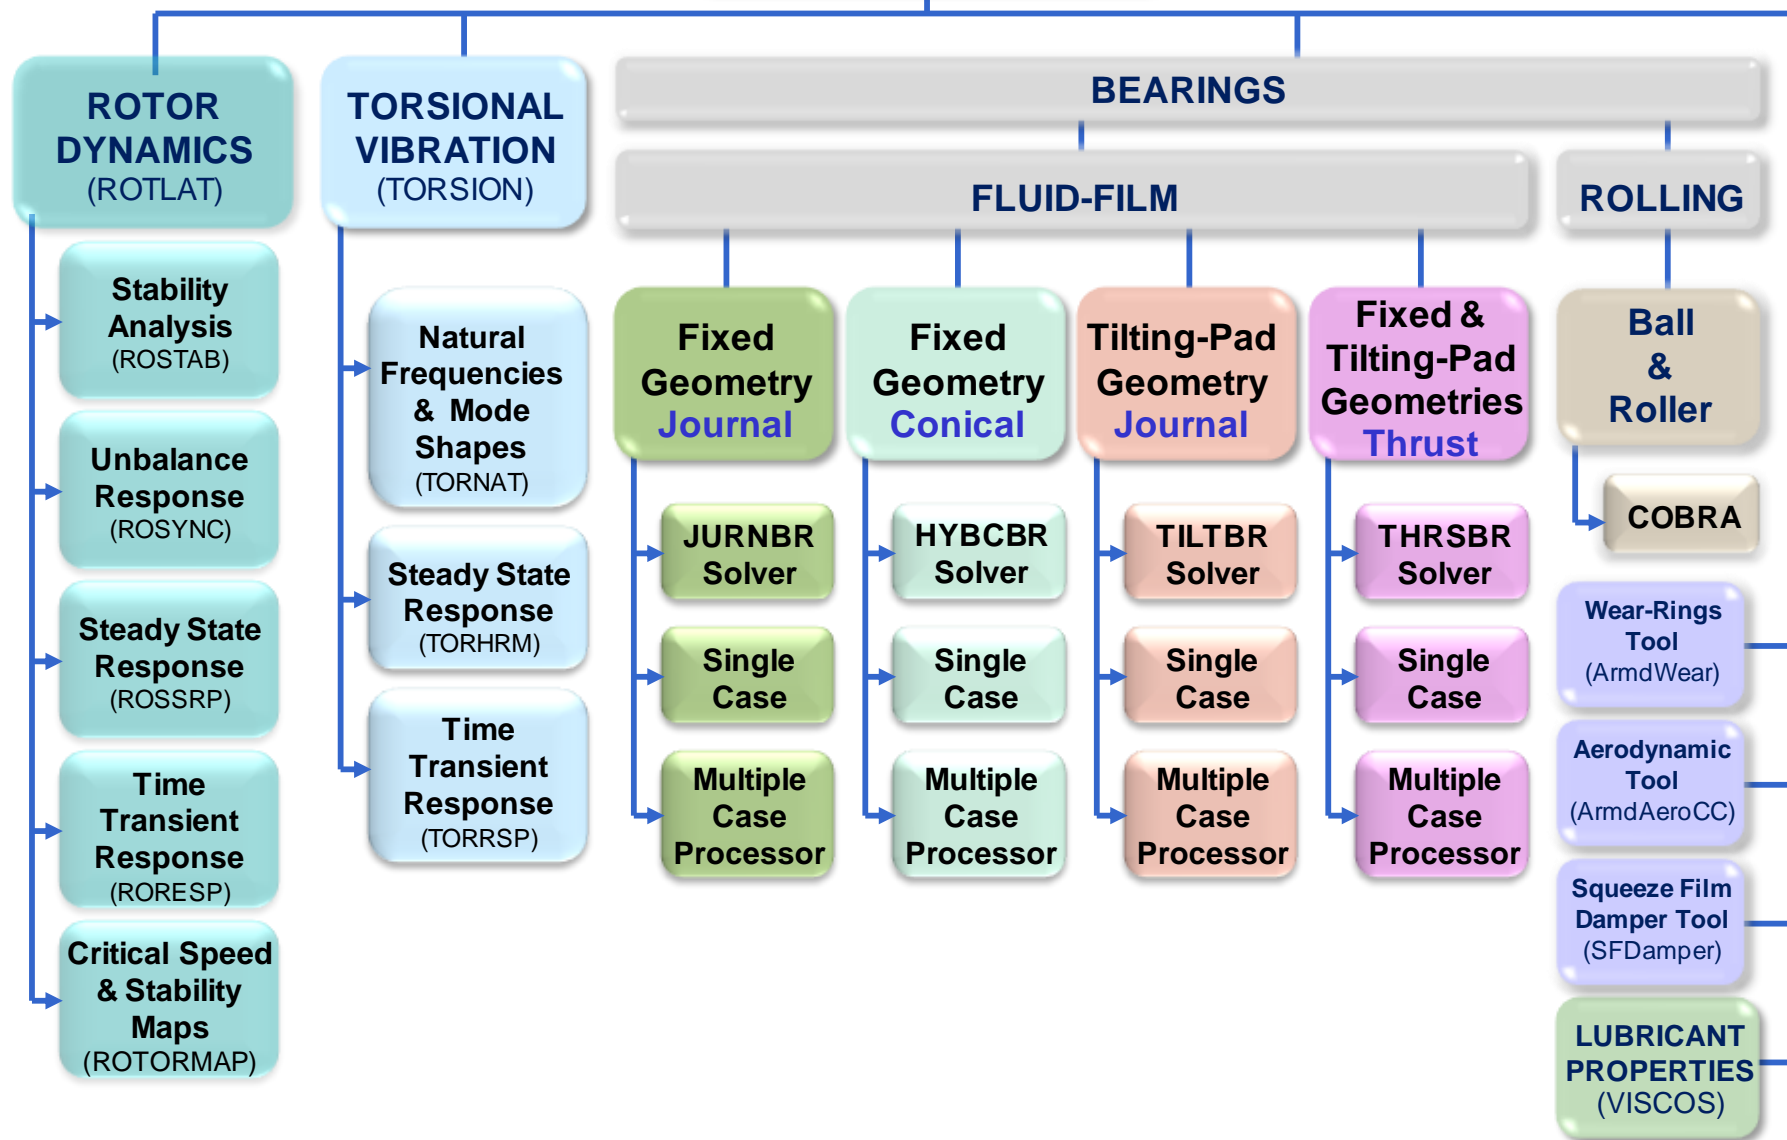 ROTOR
DYNAMICS
(ROTLAT)
Stability
Analysis
(ROSTAB)
Unbalance
Response
(ROSYNC)
Steady State
Response
(ROSSRP)
Time
Transient
Response
(RORESP)
Critical Speed
& Stability
Maps
(ROTORMAP)
TORSIONAL
VIBRATION
(TORSION)
Natural
Frequencies
& Mode
Shapes
(TORNAT)
Steady State
Response
(TORHRM)
Time
Transient
Response
(TORRSP)
BEARINGS
FLUID-FILM
Fixed
Geometry
Journal
JURNBR
Solver
Single
Case
Multiple
Case
Processor
Fixed
Geometry
Conical
HYBCBR
Solver
Single
Case
Multiple
Case
Processor
Tilting-Pad
Geometry
Journal
TILTBR
Solver
Single
Case
Multiple
Case
Processor
Fixed &
Tilting-Pad
Geometries
Thrust
THRSBR
Solver
Single
Case
Multiple
Case
Processor
ROLLING
Ball
&
Roller
COBRA
Wear-Rings
Tool
(ArmdWear)
Aerodynamic
Tool
(ArmdAeroCC)
Squeeze Film
Damper Tool
(SFDamper)
LUBRICANT
PROPERTIES
(VISCOS)